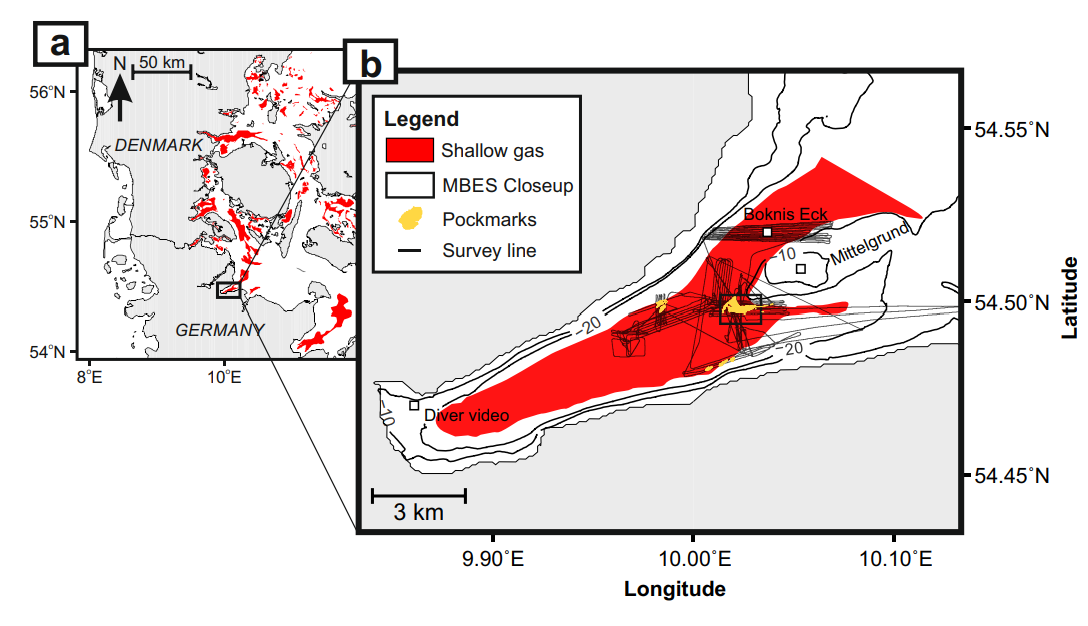 a
N
50 km
56°N
DENMARK
55°N
GERMANY
54°N
8°E
10°E
b
Legend
Shallow gas
MBES Closeup
Pockmarks
Survey line
Boknis Eck
Mittelgrund
−10
−20
−20
−10
Diver video
3 km
54.55°N
54.50°N
54.45°N
Latitude
9.90°E
10.00°E
10.10°E
Longitude